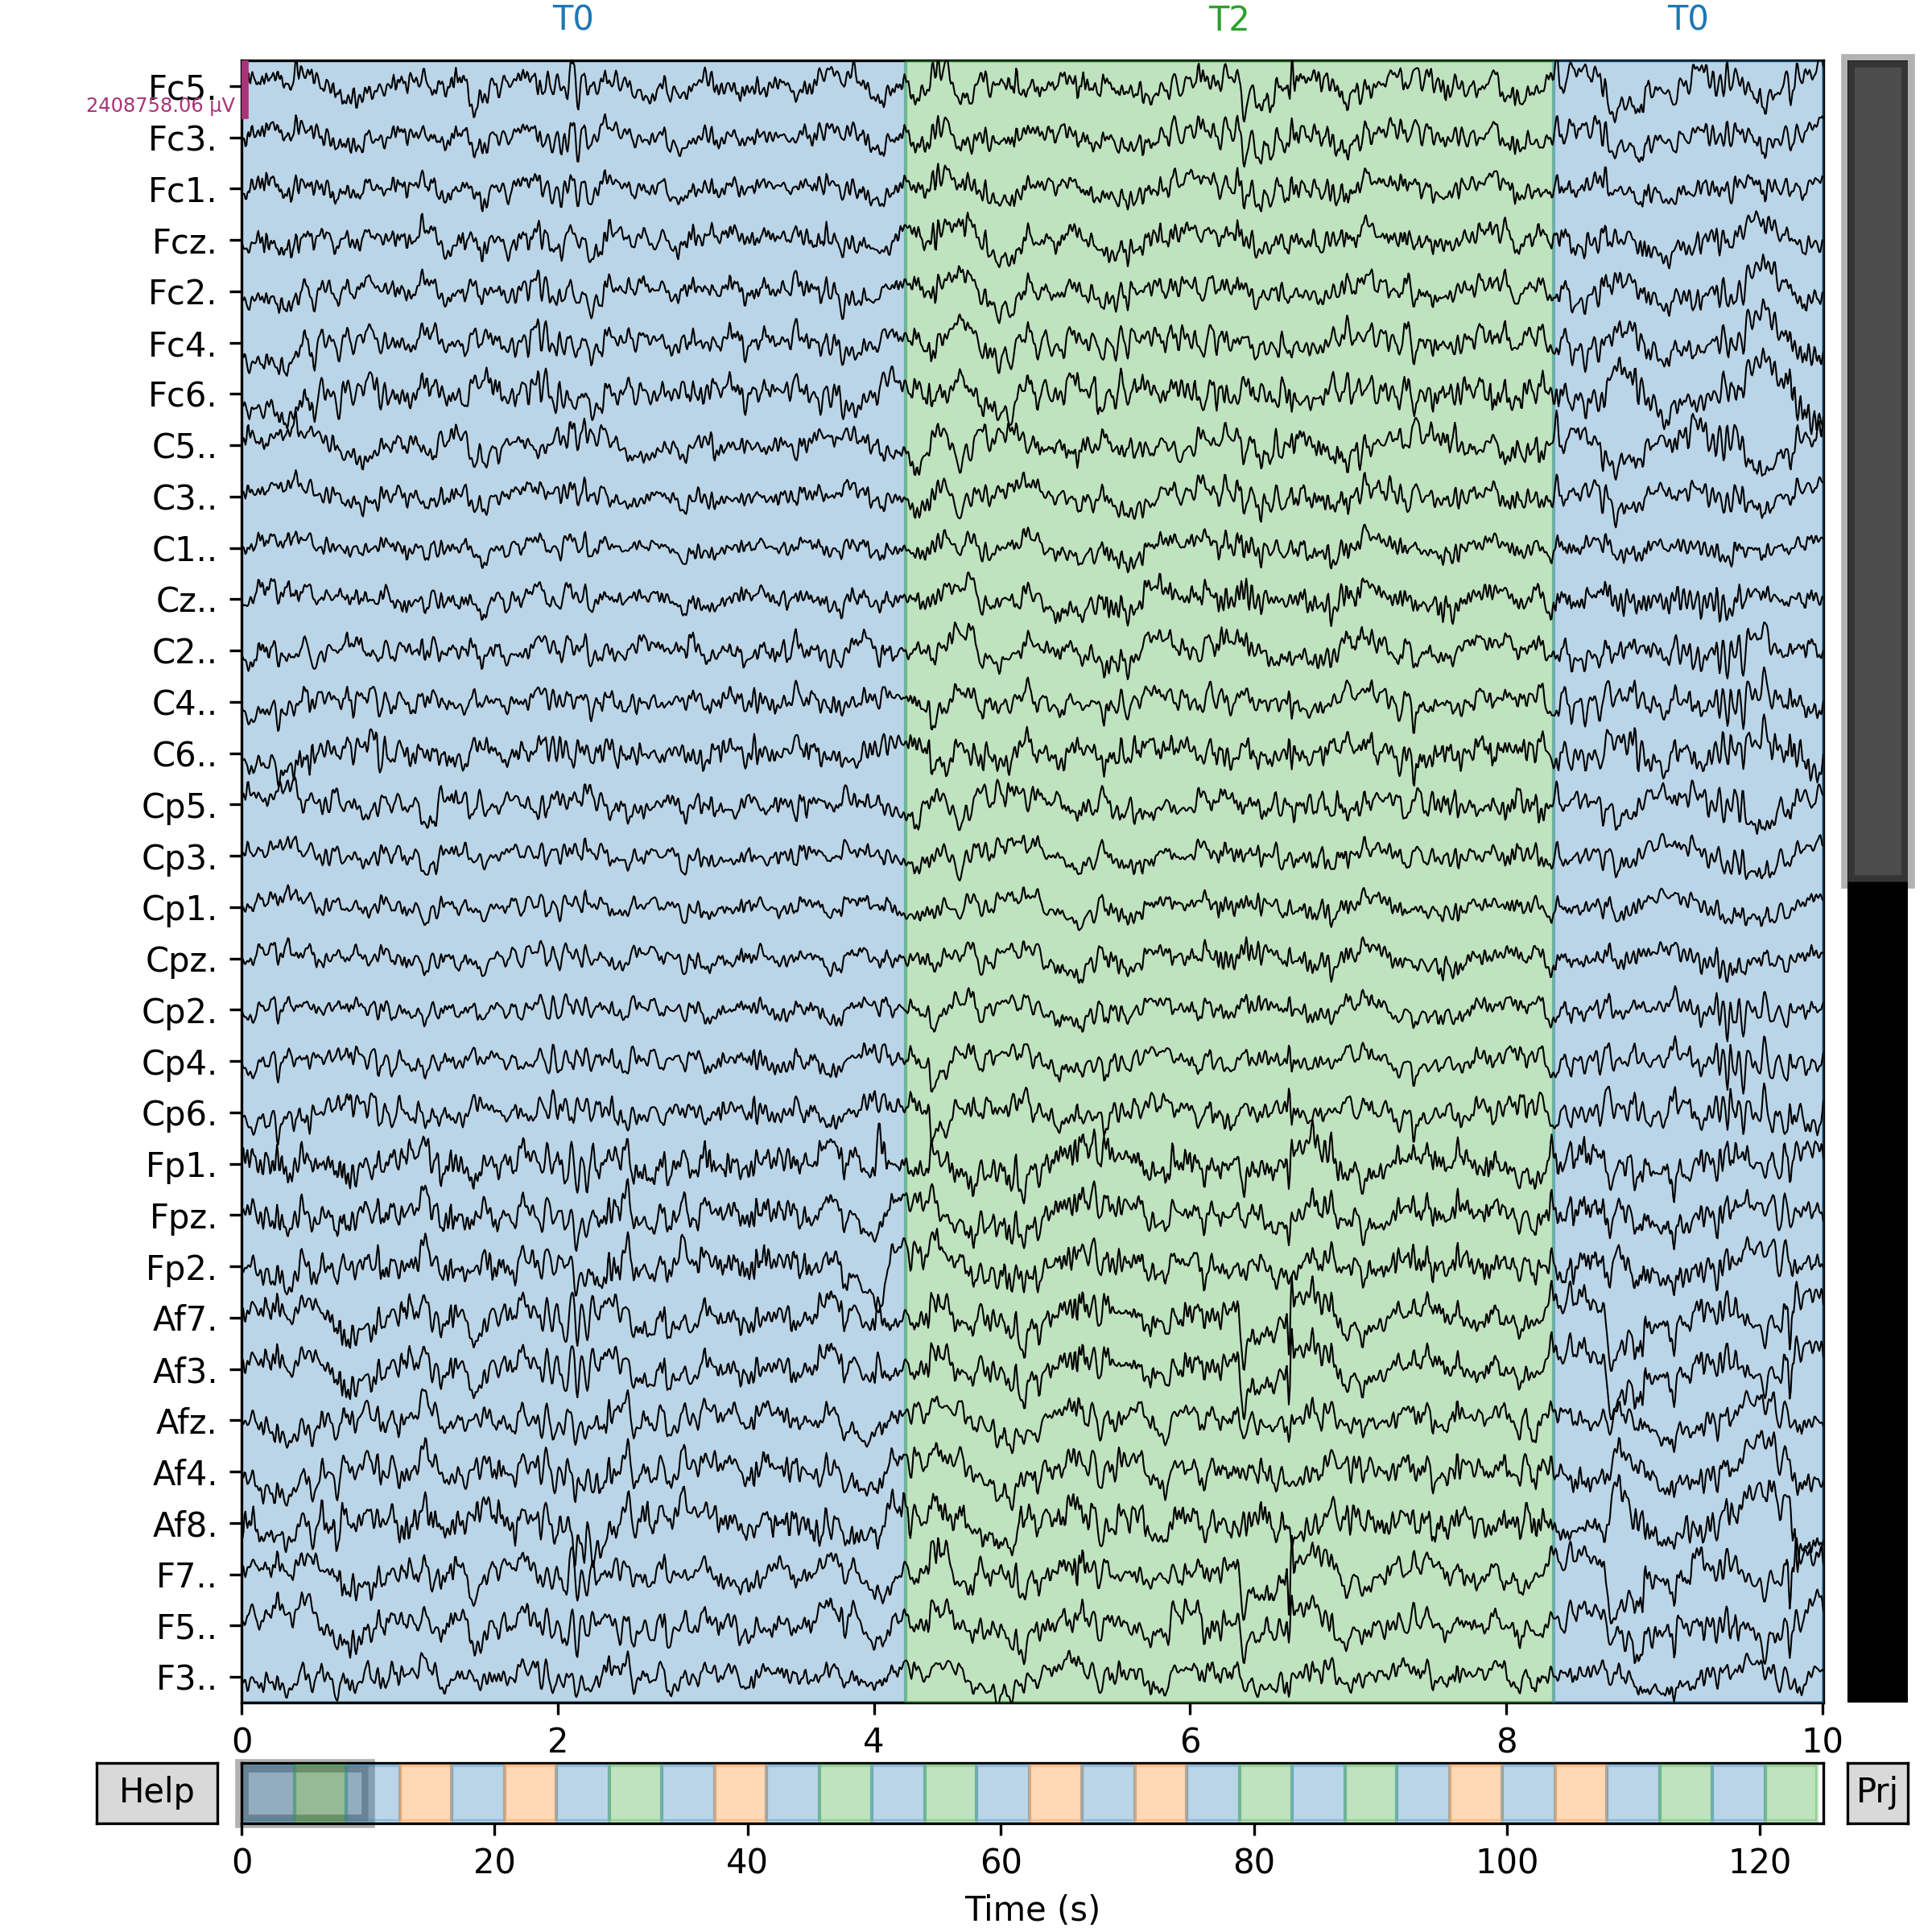 T0 T2 T0
Fc5.
2408758.06 µV
Fc3.
Fc1.
Fcz.
Fc2.
Fc4.
Fc6.
C5..
C3..
C1..
Cz..
C2..
C4..
C6..
Cp5.
Cp3.
Cp1.
Cpz.
Cp2.
Cp4.
Cp6.
Fp1.
Fpz.
Fp2.
Af7.
Af3.
Afz.
Af4.
Af8.
F7..
F5..
F3..
0 2 4 6 8 10
Help Prj
0 20 40 60 80 100 120
Time (s)